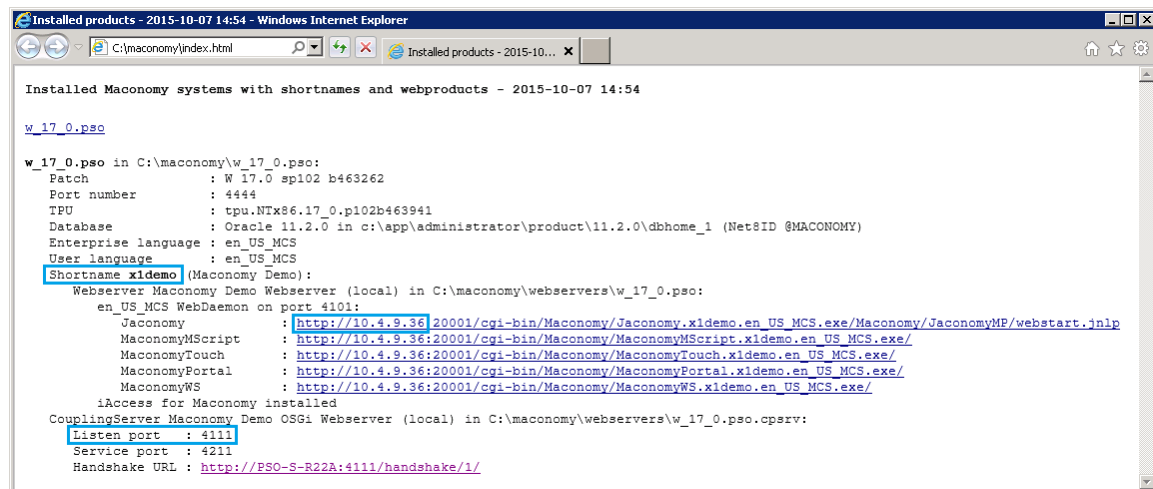 Installed products - 2015-10-07 14:54 - Windows Internet Explorer
C:\maconomy\index.html
Installed products - 2015-10...
Installed Maconomy systems with shortnames and webproducts - 2015-10-07 14:54
w_17_0.pso
w_17_0.pso in C:\maconomy\w_17_0.pso:
Patch : W 17.0 sp102 b463262
Port number : 4444
TPU : tpu.NTx86.17_0.p102b463941
Database : Oracle 11.2.0 in c:\app\administrator\product\11.2.0\dbhome_1 (Net8ID @MACONOMY)
Enterprise language : en_US_MCS
User language : en_US_MCS
Shortname x1demo (Maconomy Demo):
Webserver Maconomy Demo Webserver (local) in C:\maconomy\webservers\w_17_0.pso:
en_US_MCS WebDaemon on port 4101:
Jaconomy : http://10.4.9.36:20001/cgi-bin/Maconomy/Jaconomy.x1demo.en_US_MCS.exe/Maconomy/JaconomyMP/webstart.jnlp
MaconomyMScript : http://10.4.9.36:20001/cgi-bin/Maconomy/MaconomyMScript.x1demo.en_US_MCS.exe/
MaconomyTouch : http://10.4.9.36:20001/cgi-bin/Maconomy/MaconomyTouch.x1demo.en_US_MCS.exe/
MaconomyPortal : http://10.4.9.36:20001/cgi-bin/Maconomy/MaconomyPortal.x1demo.en_US_MCS.exe/
MaconomyWS : http://10.4.9.36:20001/cgi-bin/Maconomy/MaconomyWS.x1demo.en_US_MCS.exe/
iAccess for Maconomy installed
CouplingServer Maconomy Demo OSGi Webserver (local) in C:\maconomy\webservers\w_17_0.pso.cpsrv:
Listen port : 4111
Service port : 4211
Handshake URL : http://PSO-S-R22A:4111/handshake/1/